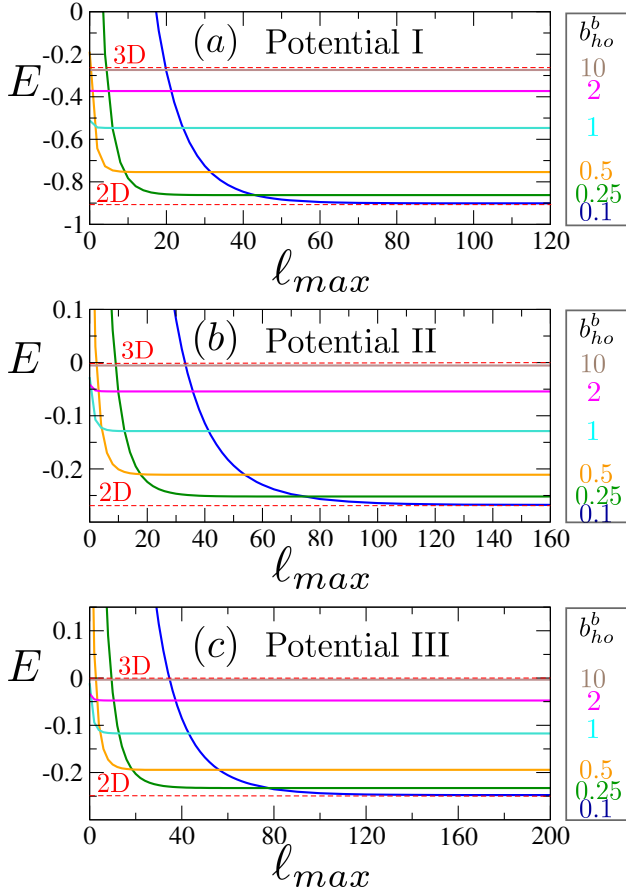 0
(a) Potential I
b_ho^b
3D
-0.2
10
E
-0.4
2
-0.6
1
-0.8
0.5
2D
0.25
-1
0.1
0 20 40 60 80 100 120
ℓ_max
0.1
(b) Potential II
b_ho^b
3D
E
0
10
2
-0.1
1
-0.2
0.5
2D
0.25
0.1
0 20 40 60 80 100 120 140 160
ℓ_max
0.1
(c) Potential III
b_ho^b
3D
E
0
10
2
-0.1
1
-0.2
0.5
2D
0.25
0.1
0 40 80 120 160 200
ℓ_max